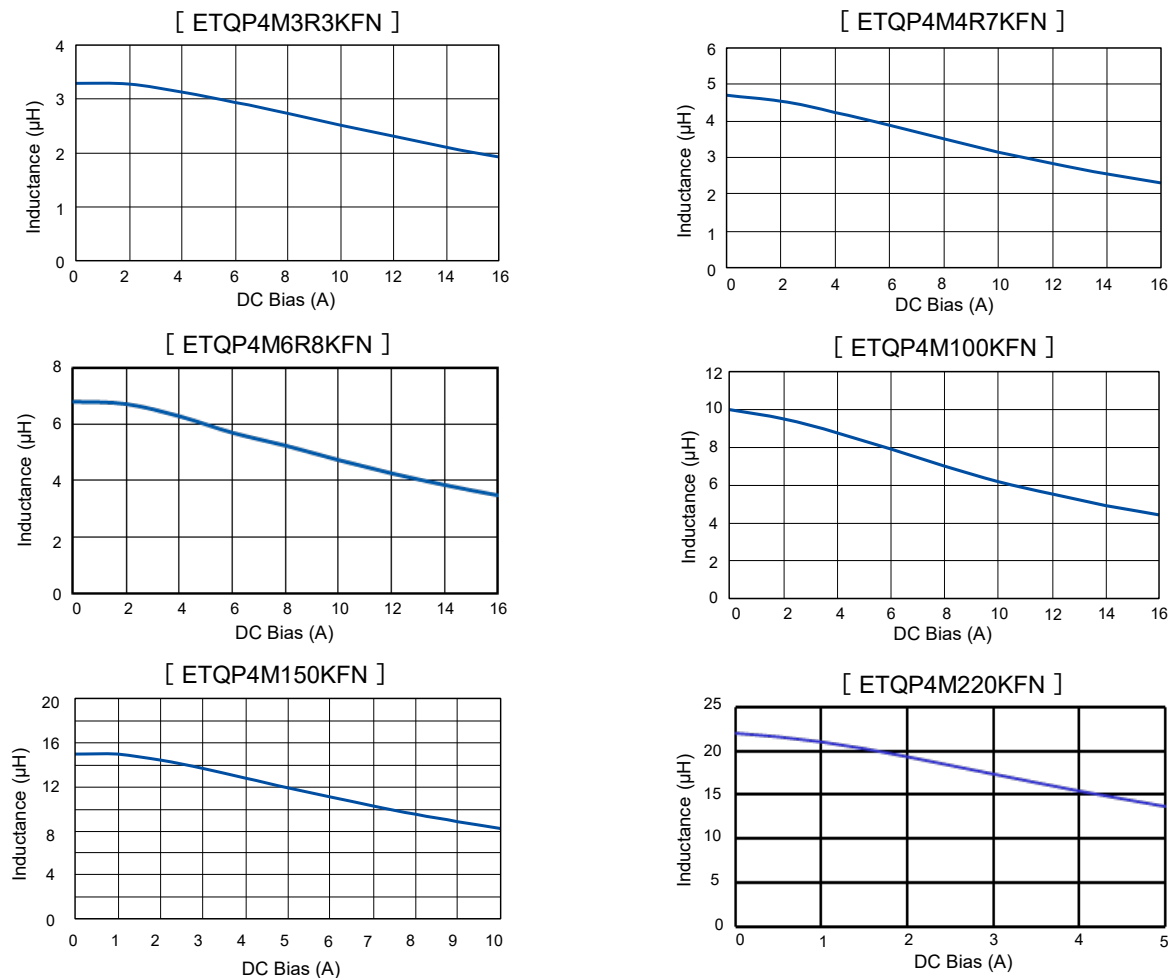 [ ETQP4M3R3KFN ]
4
3
2
1
0
Inductance (µH)
0 2 4 6 8 10 12 14 16
DC Bias (A)
[ ETQP4M4R7KFN ]
6
5
4
3
2
1
0
Inductance (µH)
0 2 4 6 8 10 12 14 16
DC Bias (A)
[ ETQP4M6R8KFN ]
8
6
4
2
0
Inductance (µH)
0 2 4 6 8 10 12 14 16
DC Bias (A)
[ ETQP4M100KFN ]
12
10
8
6
4
2
0
Inductance (µH)
0 2 4 6 8 10 12 14 16
DC Bias (A)
[ ETQP4M150KFN ]
20
16
12
8
4
0
Inductance (µH)
0 1 2 3 4 5 6 7 8 9 10
DC Bias (A)
[ ETQP4M220KFN ]
25
20
15
10
5
0
Inductance (µH)
0 1 2 3 4 5
DC Bias (A)